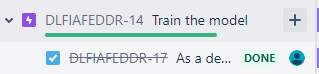 DLFIAFEDDR-14 Train the model
DLFIAFEDDR-17 As a de... DONE